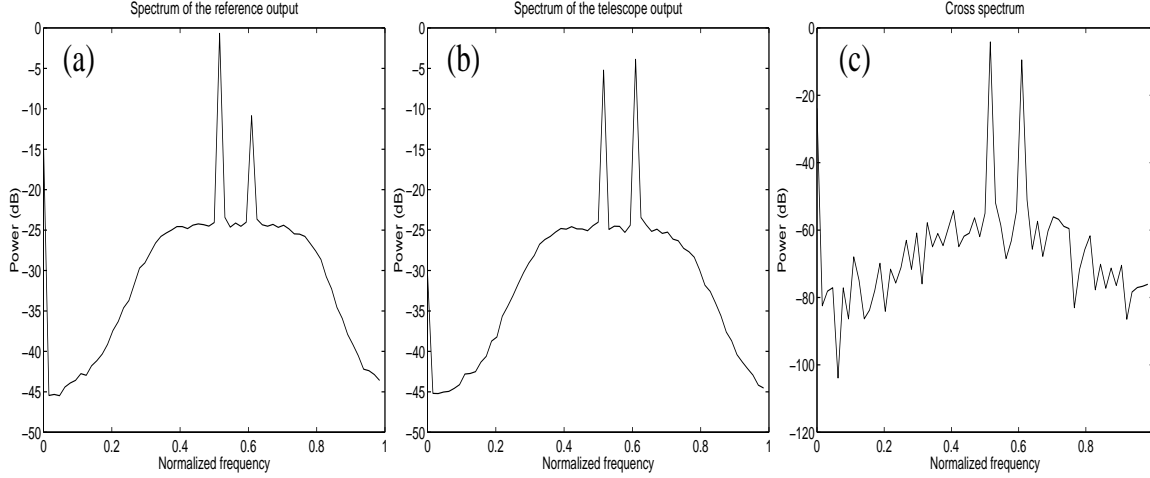 Spectrum of the reference output
(a)
Power (dB)
0
−5
−10
−15
−20
−25
−30
−35
−40
−45
−50
0 0.2 0.4 0.6 0.8 1
Normalized frequency
Spectrum of the telescope output
(b)
Power (dB)
0
−5
−10
−15
−20
−25
−30
−35
−40
−45
−50
0 0.2 0.4 0.6 0.8 1
Normalized frequency
Cross spectrum
(c)
Power (dB)
0
−20
−40
−60
−80
−100
−120
0 0.2 0.4 0.6 0.8
Normalized frequency